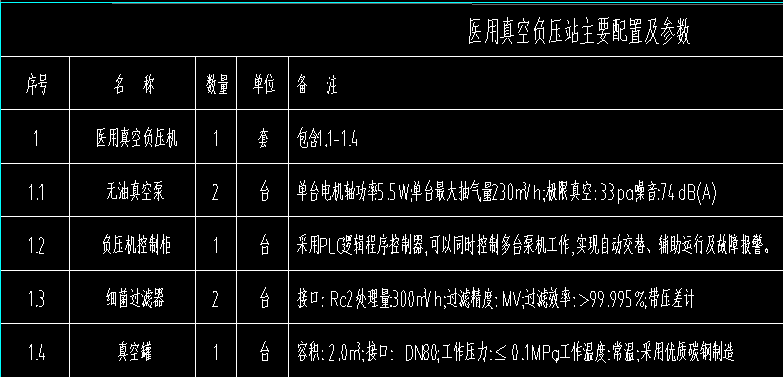 医用真空负压站主要配置及参数
序号 名 称 数量 单位 备 注
1 医用真空负压机 1 套 包含1.1-1.4
1.1 无油真空泵 2 台 单台电机轴功率5.5W;单台最大抽气量230m³/h;极限真空:33pa噪音:74dB(A)
1.2 负压机控制柜 1 台 采用PLC逻辑程序控制器,可以同时控制多台泵机工作,实现自动交替、辅助运行及故障报警。
1.3 细菌过滤器 2 台 接口: Rc2处理量:300m³/h;过滤精度: MV;过滤效率:>99.995%;带压差计
1.4 真空罐 1 台 容积: 2.0m³;接口: DN80;工作压力:≤ 0.1MPa工作温度:常温;采用优质碳钢制造